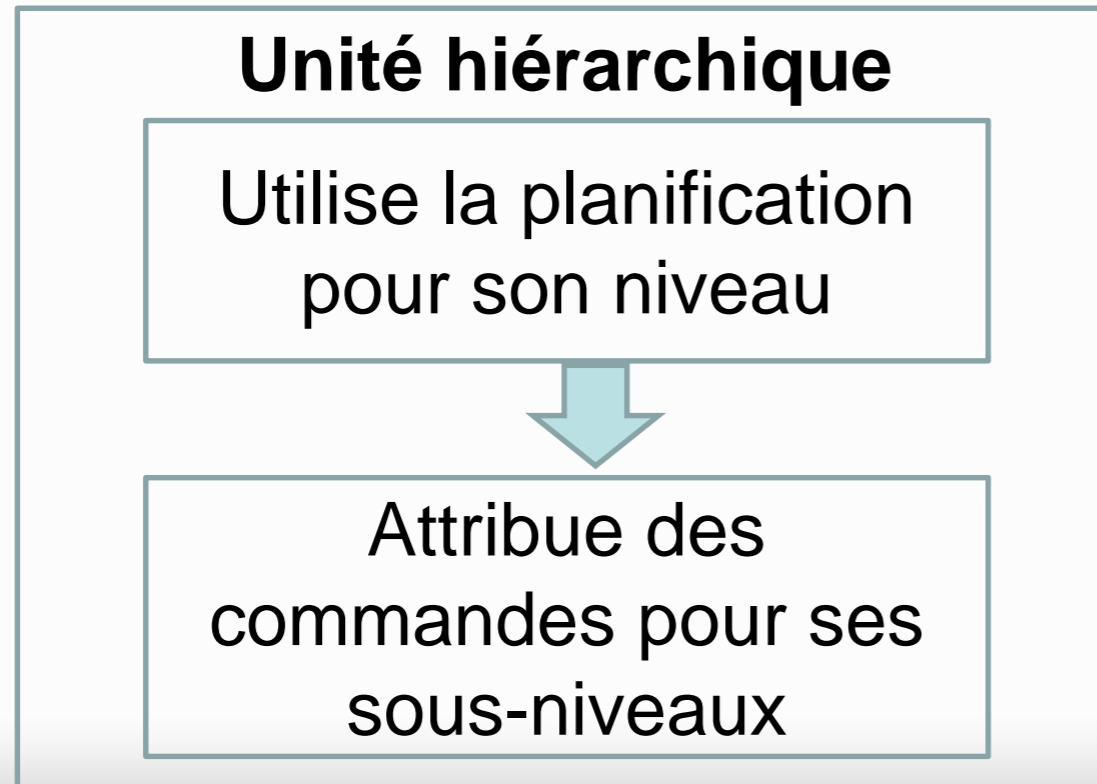 Unité hiérarchique
Utilise la planification
pour son niveau
Attribue des
commandes pour ses
sous-niveaux